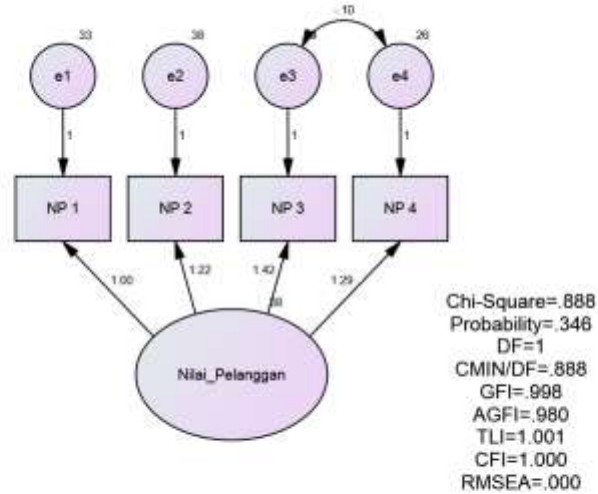 -.10
33
38
26
e1
e2
e3
e4
1
1
1
1
NP 1
NP 2
NP 3
NP 4
1.00
1.22
1.42
1.29
Nilai_Pelanggan
Chi-Square=.888
Probability=.346
DF=1
CMIN/DF=.888
GFI=.998
AGFI=.980
TLI=1.001
CFI=1.000
RMSEA=.000